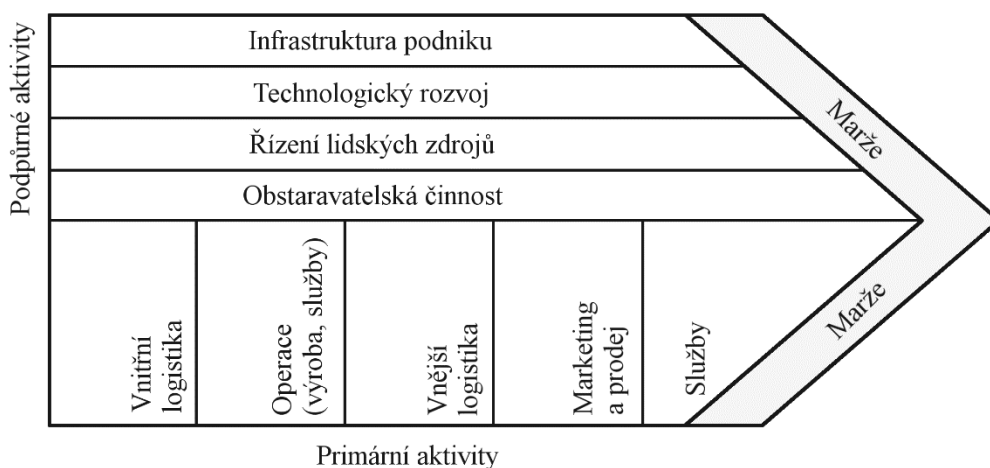 Podpůrné aktivity
Infrastruktura podniku
Technologický rozvoj
Řízení lidských zdrojů
Obstaravatelská činnost
Marže
Vnitřní
logistika
Operace
(výroba, služby)
Vnější
logistika
Marketing
a prodej
Služby
Marže
Primární aktivity